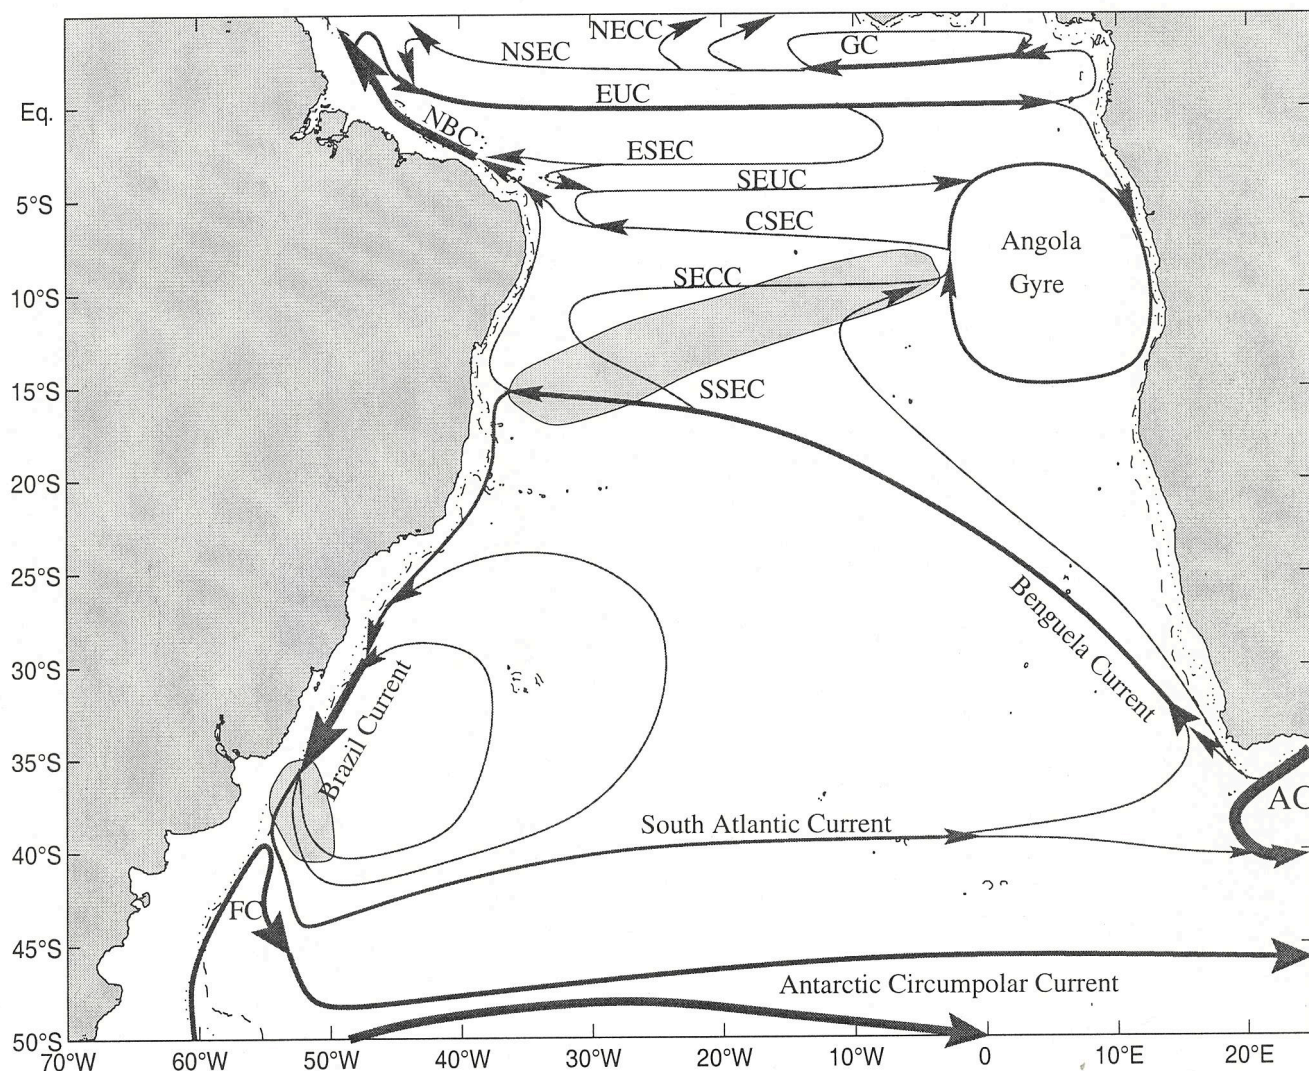 NECC
NSEC
GC
EUC
Eq.
NBC
ESEC
SEUC
5°S
CSEC
Angola
Gyre
SECC
10°S
SSEC
15°S
20°S
25°S
Benguela Current
30°S
Brazil Current
35°S
AC
South Atlantic Current
40°S
FC
45°S
Antarctic Circumpolar Current
50°S
70°W
60°W
50°W
40°W
30°W
20°W
10°W
0
10°E
20°E